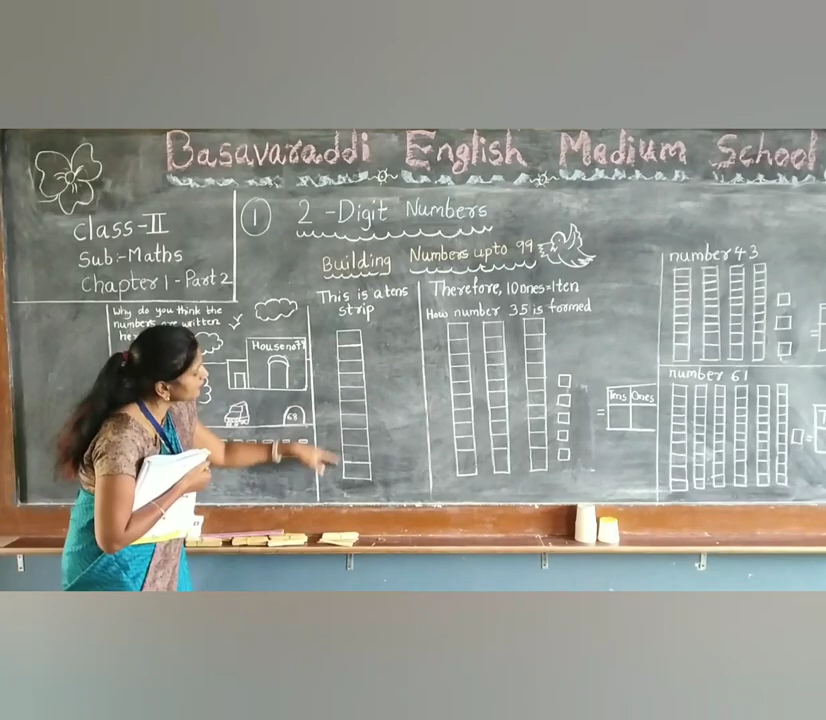 Basavaraddi English Medium School
Class-II
Sub:-Maths
Chapter 1 - Part 2
1
2 -Digit Numbers
Building Numbers upto 99
Why do you think the
numbers are written
House no
68
This is a tens
strip
Therefore, 10 ones=1ten
How number 35 is formed
=
Tens Ones
number 43
=
number 61
=